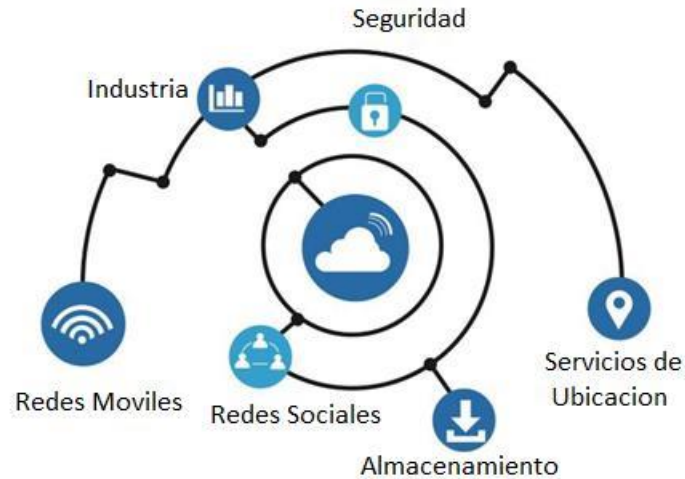 Seguridad
Industria
Redes Moviles
Redes Sociales
Servicios de
Ubicacion
Almacenamiento